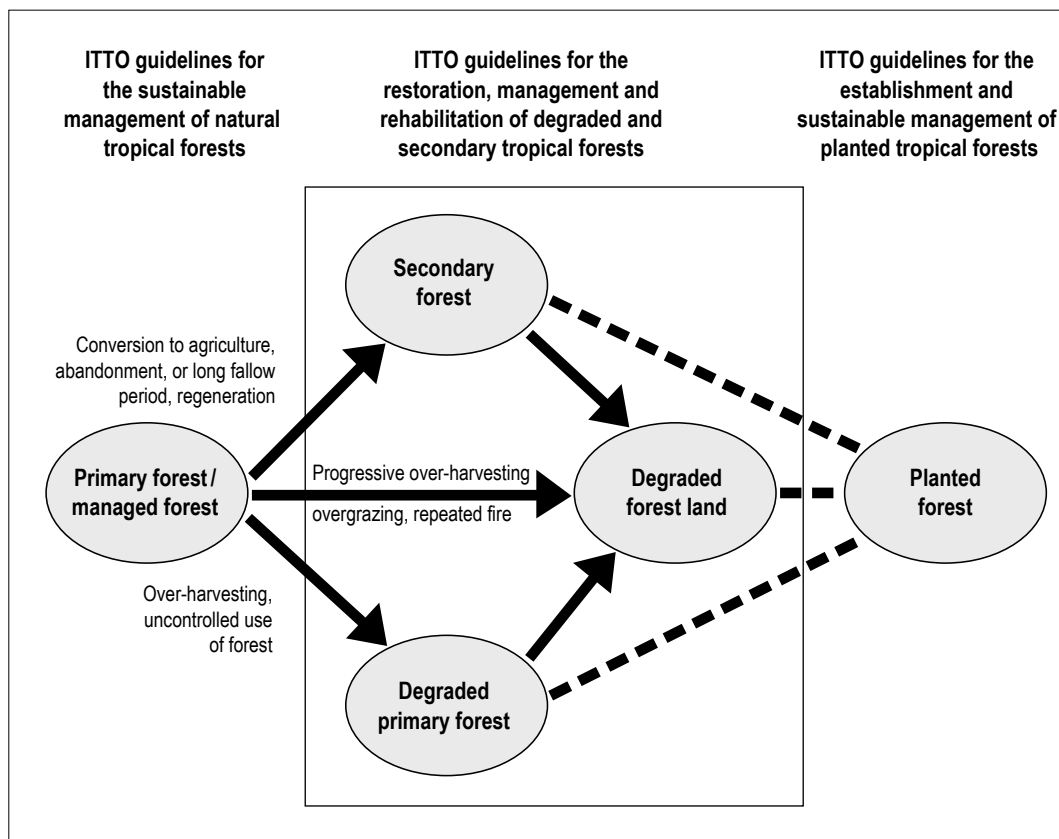 ITTO guidelines for
the sustainable
management of natural
tropical forests
ITTO guidelines for the
restoration, management and
rehabilitation of degraded and
secondary tropical forests
ITTO guidelines for the
establishment and
sustainable management of
planted tropical forests
Secondary
forest
Conversion to agriculture,
abandonment, or long fallow
period, regeneration
Primary forest/
managed forest
Progressive over-harvesting
overgrazing, repeated fire
Degraded
forest land
Planted
forest
Over-harvesting,
uncontrolled use
of forest
Degraded
primary forest